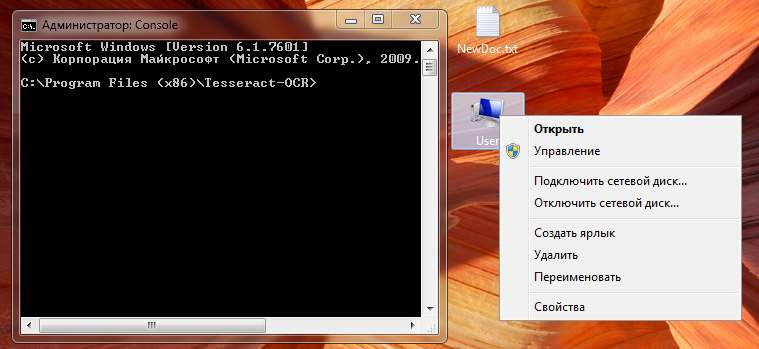 Администратор: Console
Microsoft Windows [Version 6.1.7601]
(c) Корпорация Майкрософт (Microsoft Corp.), 2009.
C:\Program Files (x86)\Tesseract-OCR>
NewDoc.txt
User
Открыть
Управление
Подключить сетевой диск...
Отключить сетевой диск...
Создать ярлык
Удалить
Переименовать
Свойства